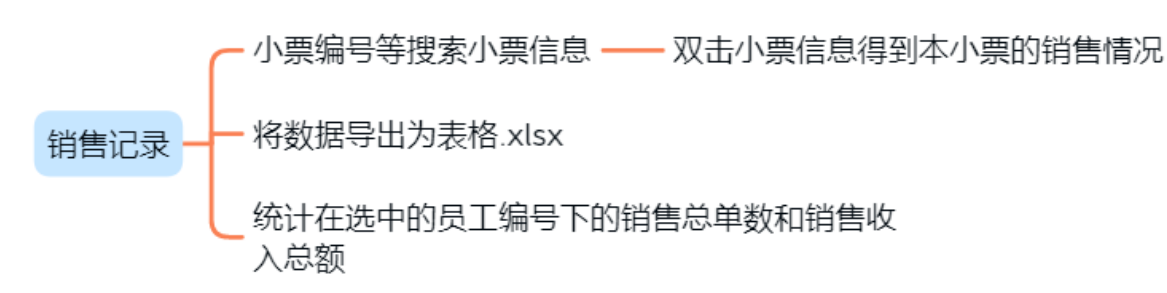 小票编号等搜索小票信息
双击小票信息得到本小票的销售情况
销售记录
将数据导出为表格.xlsx
统计在选中的员工编号下的销售总单数和销售收
入总额